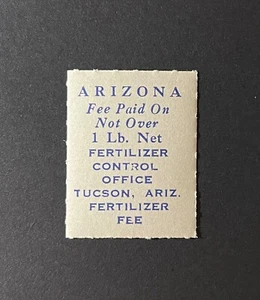 ARIZONA
Fee Paid On
Not Over
1 Lb. Net
FERTILIZER
CONTROL
OFFICE
TUCSON, ARIZ.
FERTILIZER
FEE